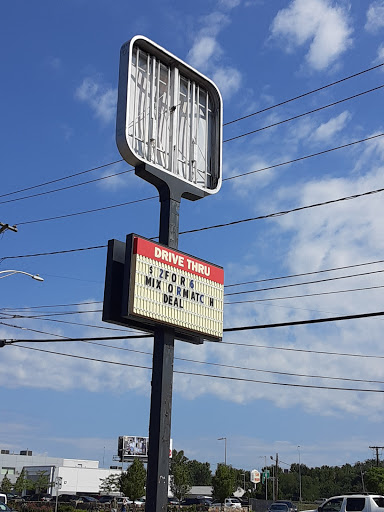 DRIVE THRU
$ 2 FOR 6
MIX OR MATCH
DEAL